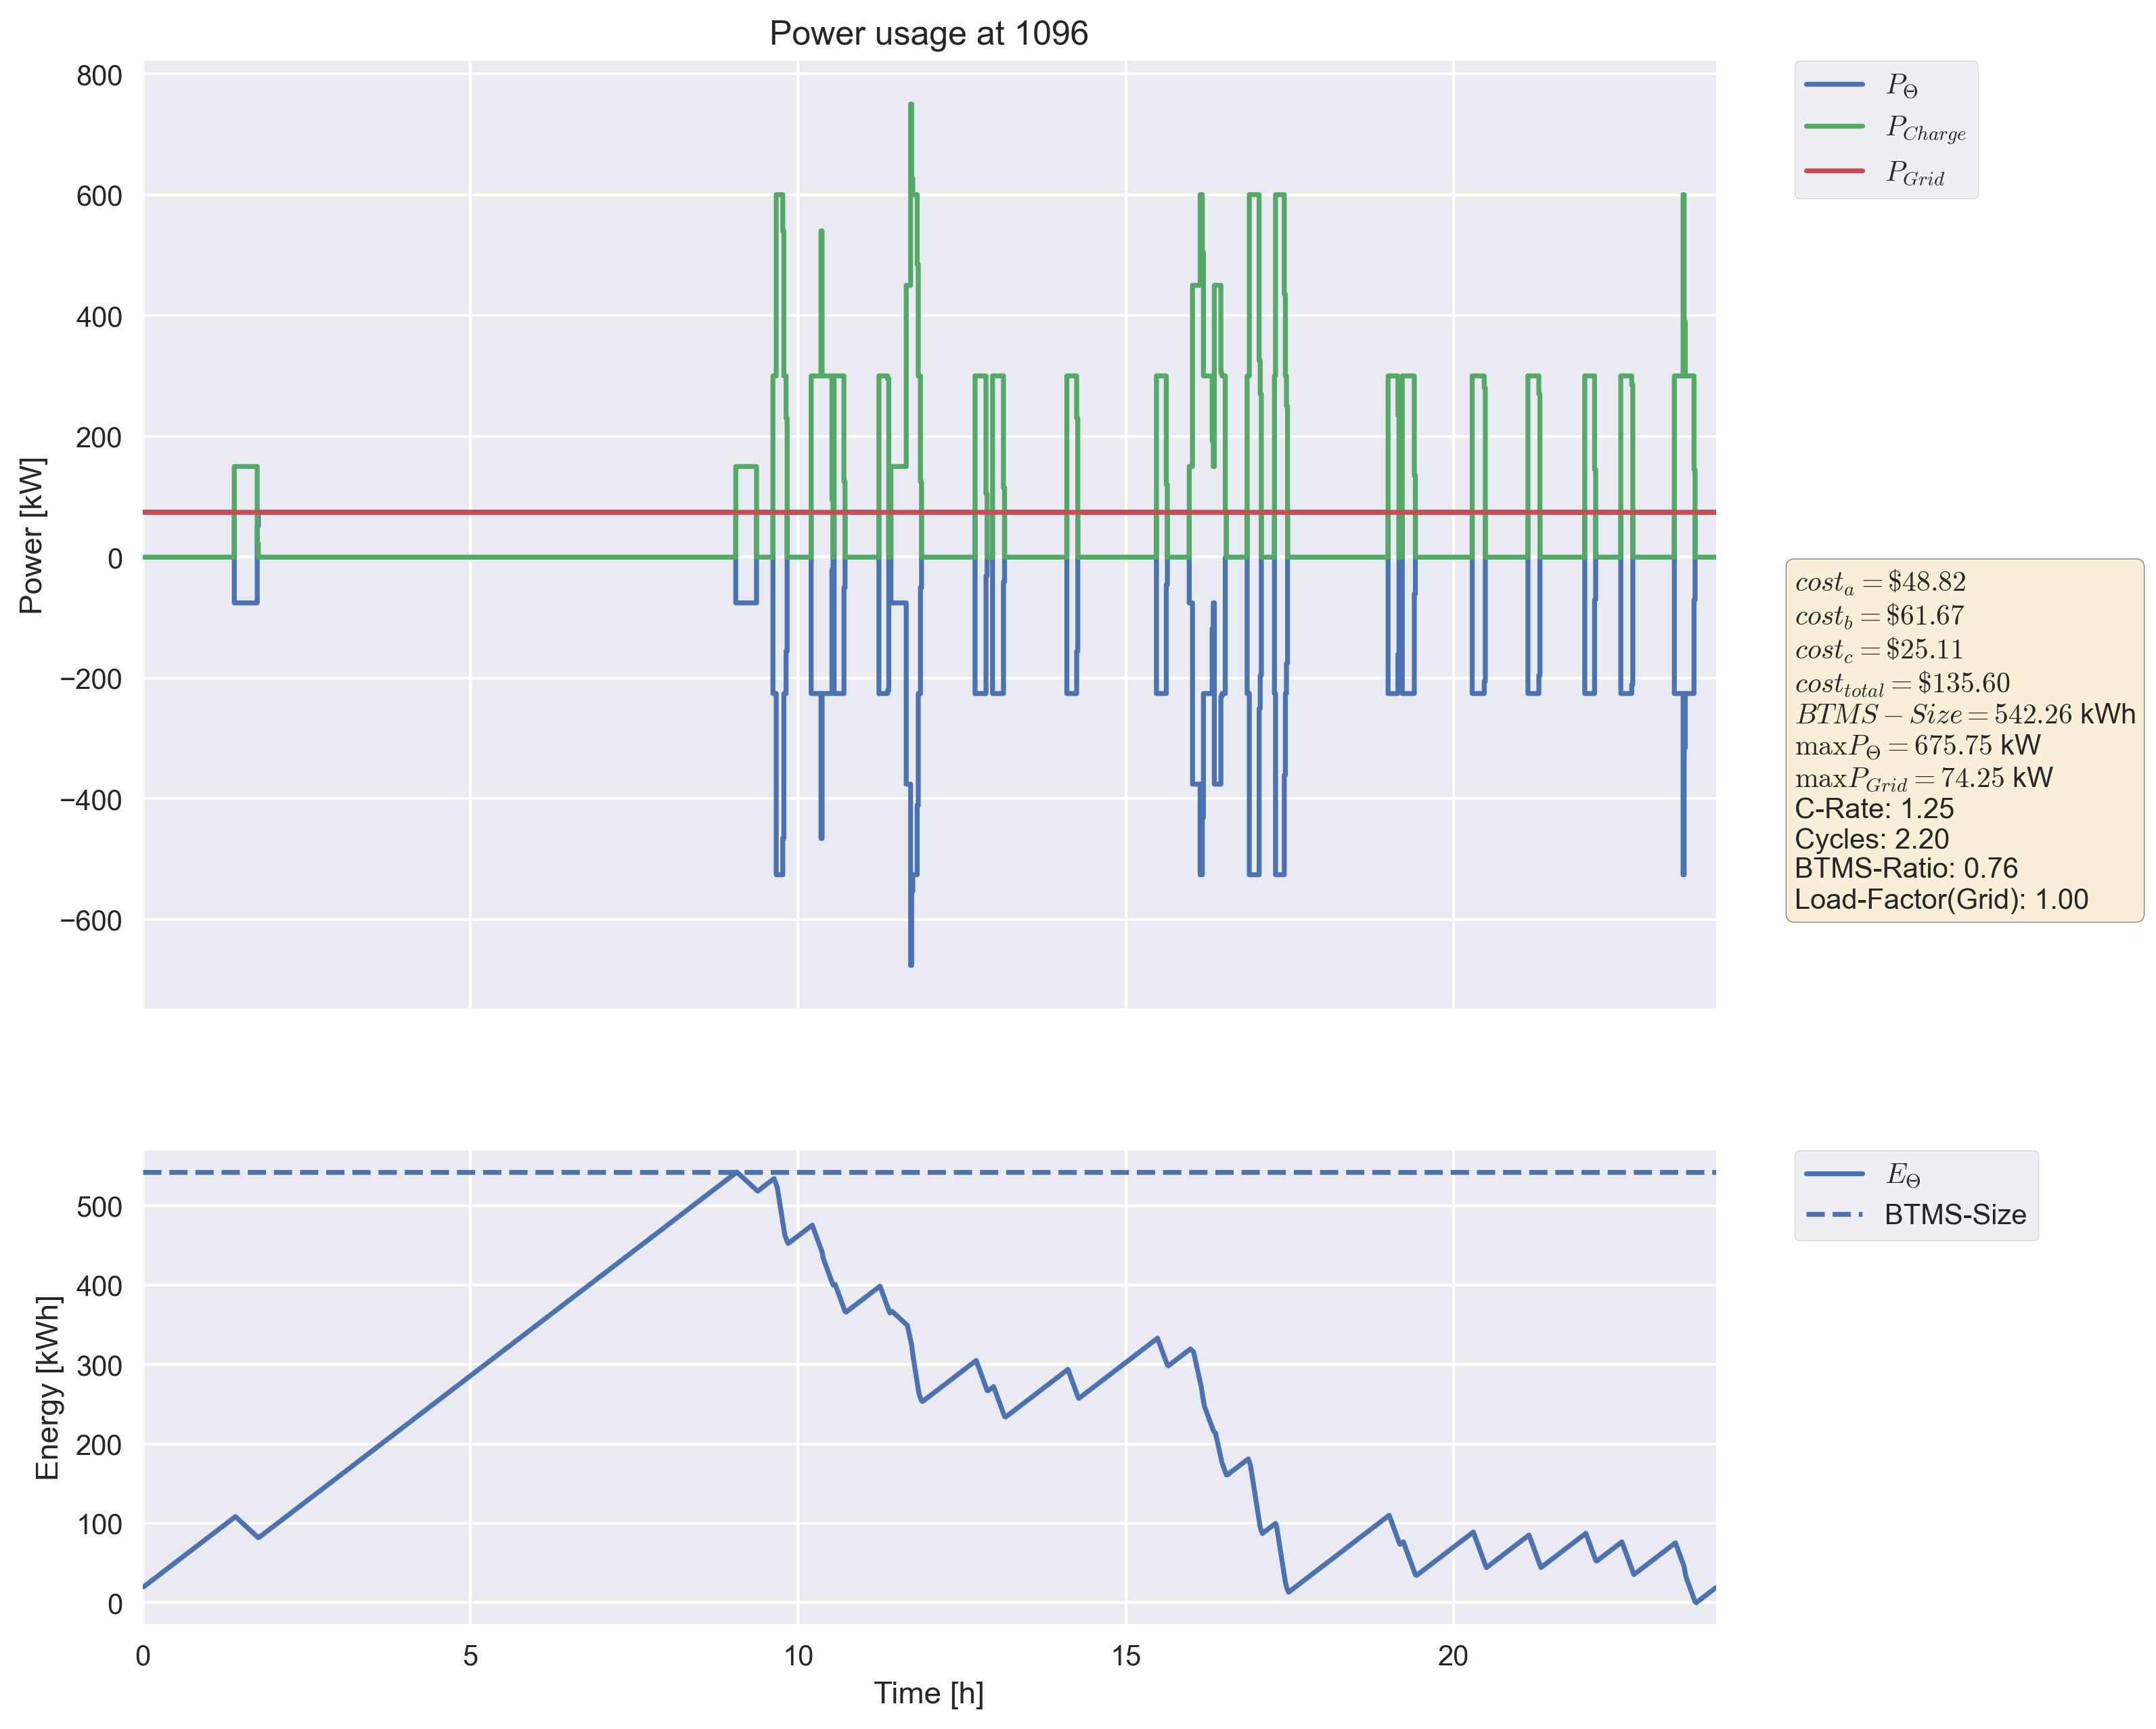 Power usage at 1096
800
600
400
200
0
−200
−400
−600
Power [kW]
P_Θ
P_Charge
P_Grid
cost_a = $48.82
cost_b = $61.67
cost_c = $25.11
cost_total = $135.60
BTMS − Size = 542.26 kWh
max P_Θ = 675.75 kW
max P_Grid = 74.25 kW
C-Rate: 1.25
Cycles: 2.20
BTMS-Ratio: 0.76
Load-Factor(Grid): 1.00
500
400
300
200
100
0
Energy [kWh]
E_Θ
BTMS-Size
0 5 10 15 20
Time [h]